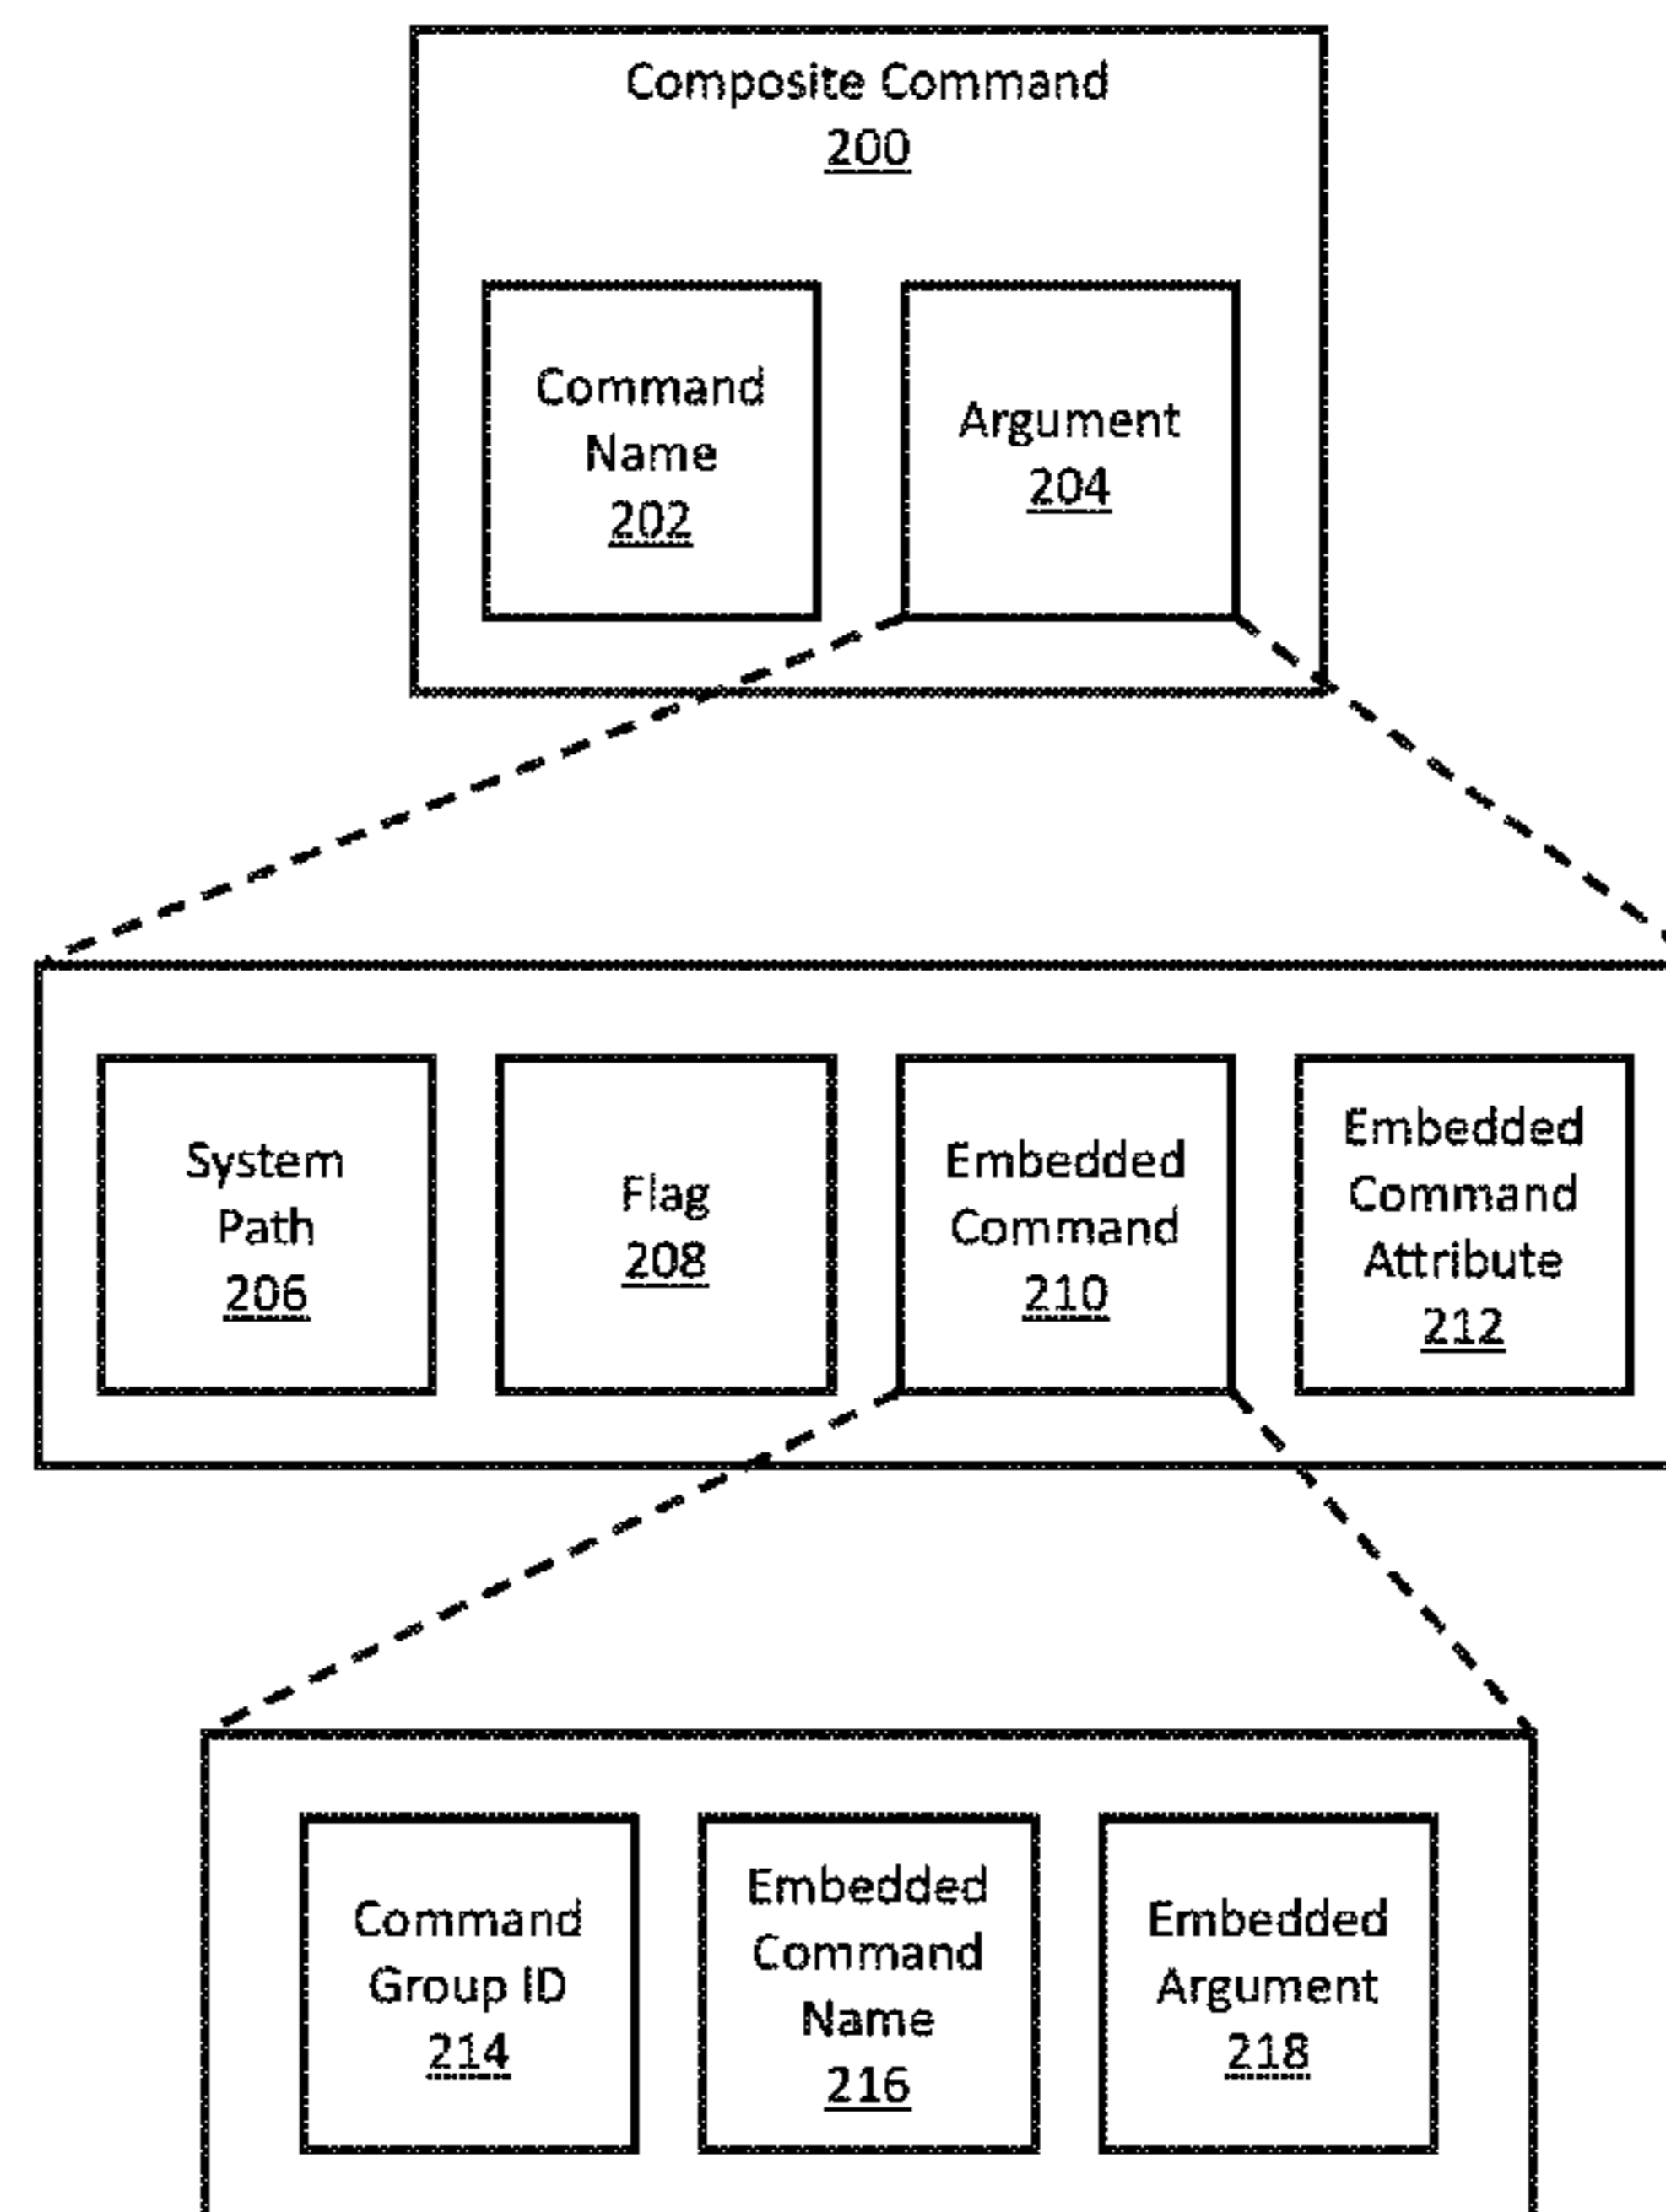 Composite Command
200
Command
Name
202
Argument
204
System
Path
206
Flag
208
Embedded
Command
210
Embedded
Command
Attribute
212
Command
Group ID
214
Embedded
Command
Name
216
Embedded
Argument
218